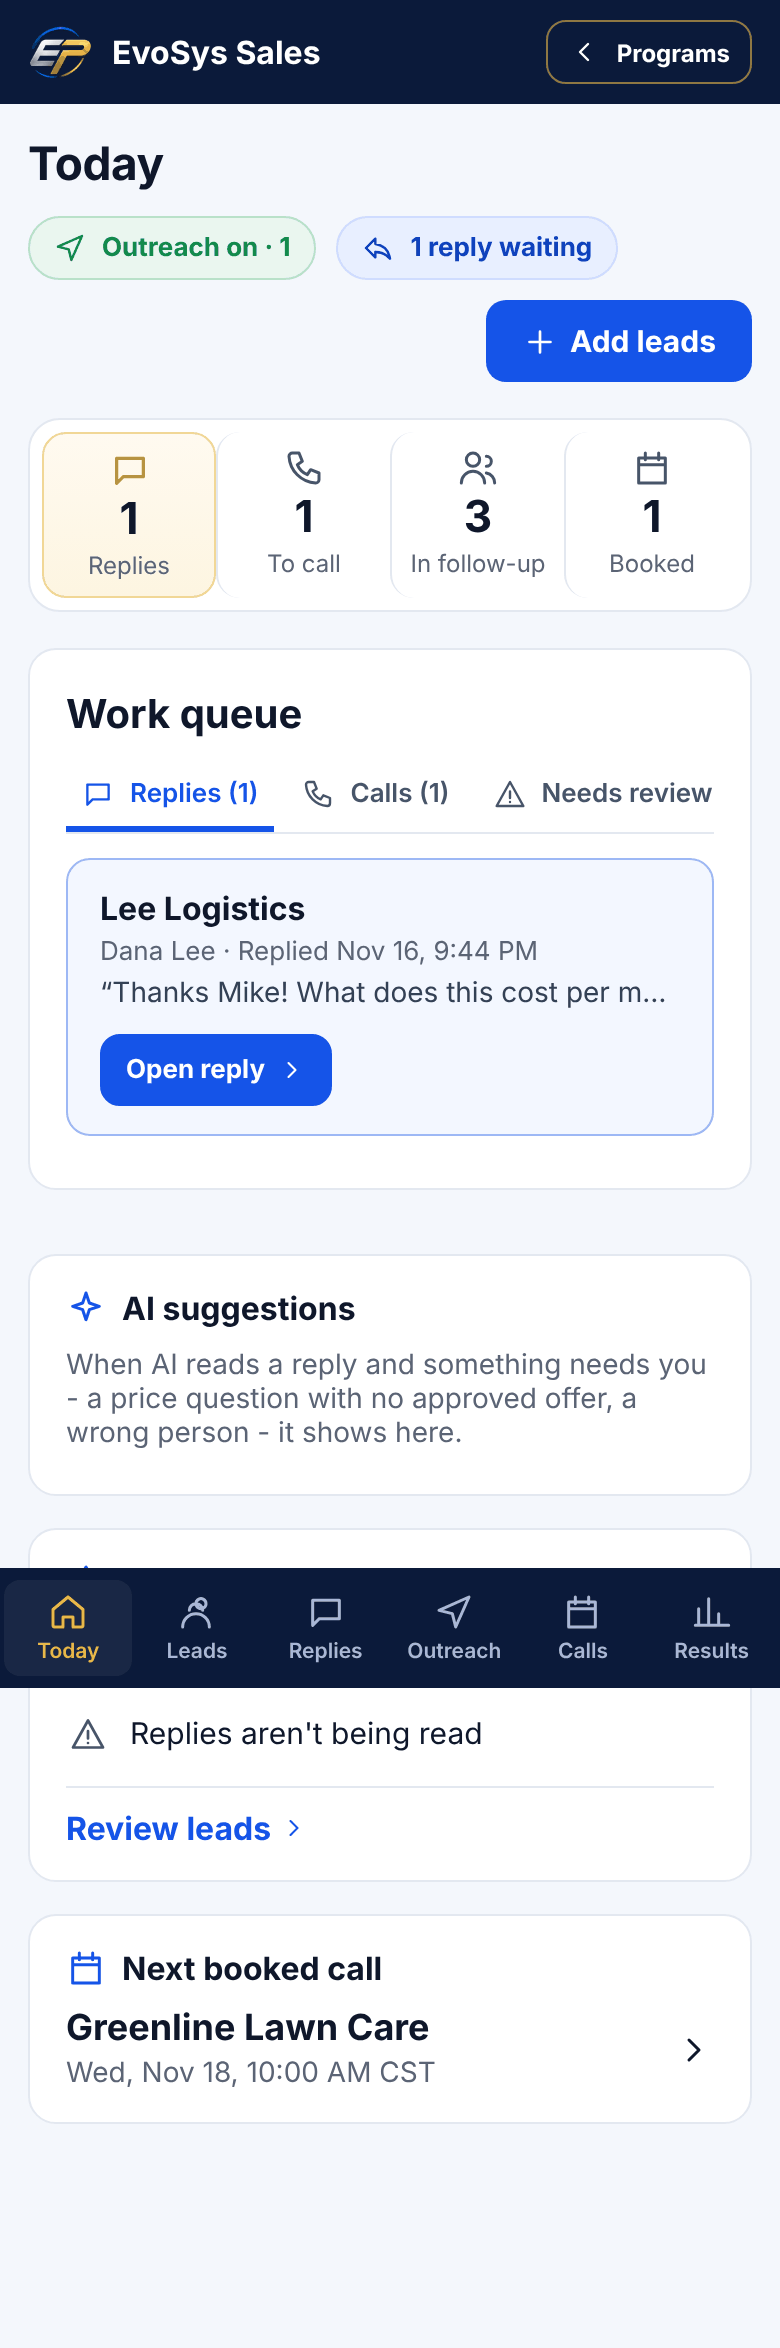 EP
EvoSys Sales
Programs
Today
Outreach on · 1
1 reply waiting
Add leads
1
Replies
1
To call
3
In follow-up
1
Booked
Work queue
Replies (1)
Calls (1)
Needs review
Lee Logistics
Dana Lee · Replied Nov 16, 9:44 PM
“Thanks Mike! What does this cost per m...
Open reply
AI suggestions
When AI reads a reply and something needs you
- a price question with no approved offer, a
wrong person - it shows here.
Today
Leads
Replies
Outreach
Calls
Results
Replies aren't being read
Review leads
Next booked call
Greenline Lawn Care
Wed, Nov 18, 10:00 AM CST